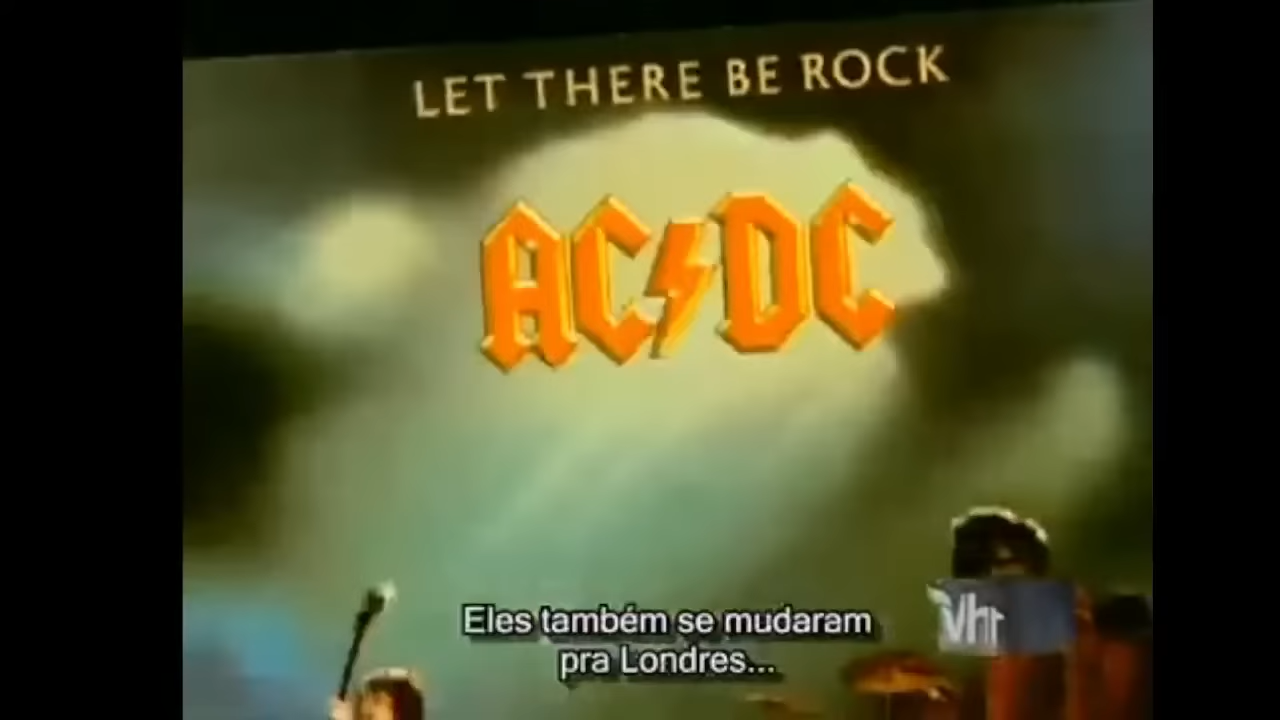 LET THERE BE ROCK
AC DC
Vh1
Eles também se mudaram
pra Londres...